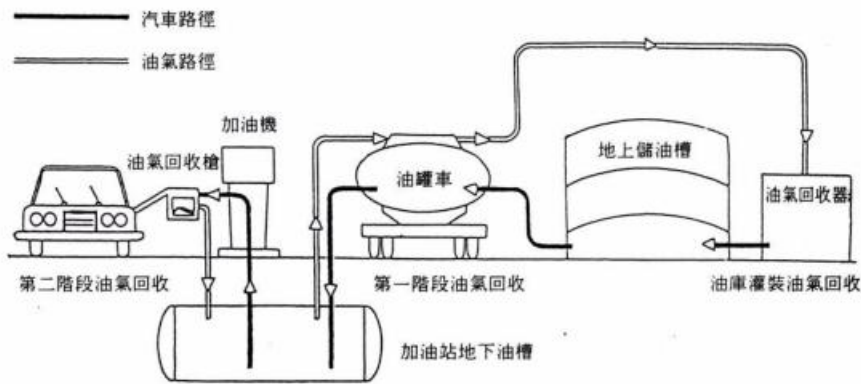 汽車路徑
油氣路徑
加油機
油氣回收槍
油罐車
地上儲油槽
油氣回收器
第二階段油氣回收
第一階段油氣回收
油庫灌裝油氣回收
加油站地下油槽